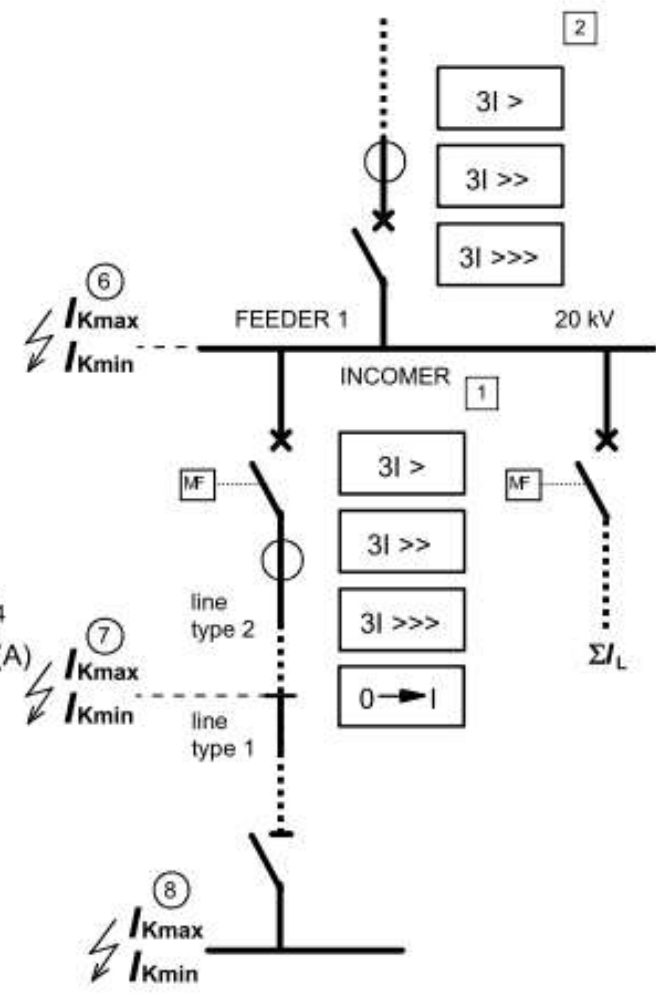 2
3I >
3I >>
3I >>>
6
IKmax
IKmin
FEEDER 1
20 kV
INCOMER
1
3I >
3I >>
3I >>>
0 → I
MF
MF
line
type 2
4
(A)
7
IKmax
IKmin
ΣIL
line
type 1
8
IKmax
IKmin